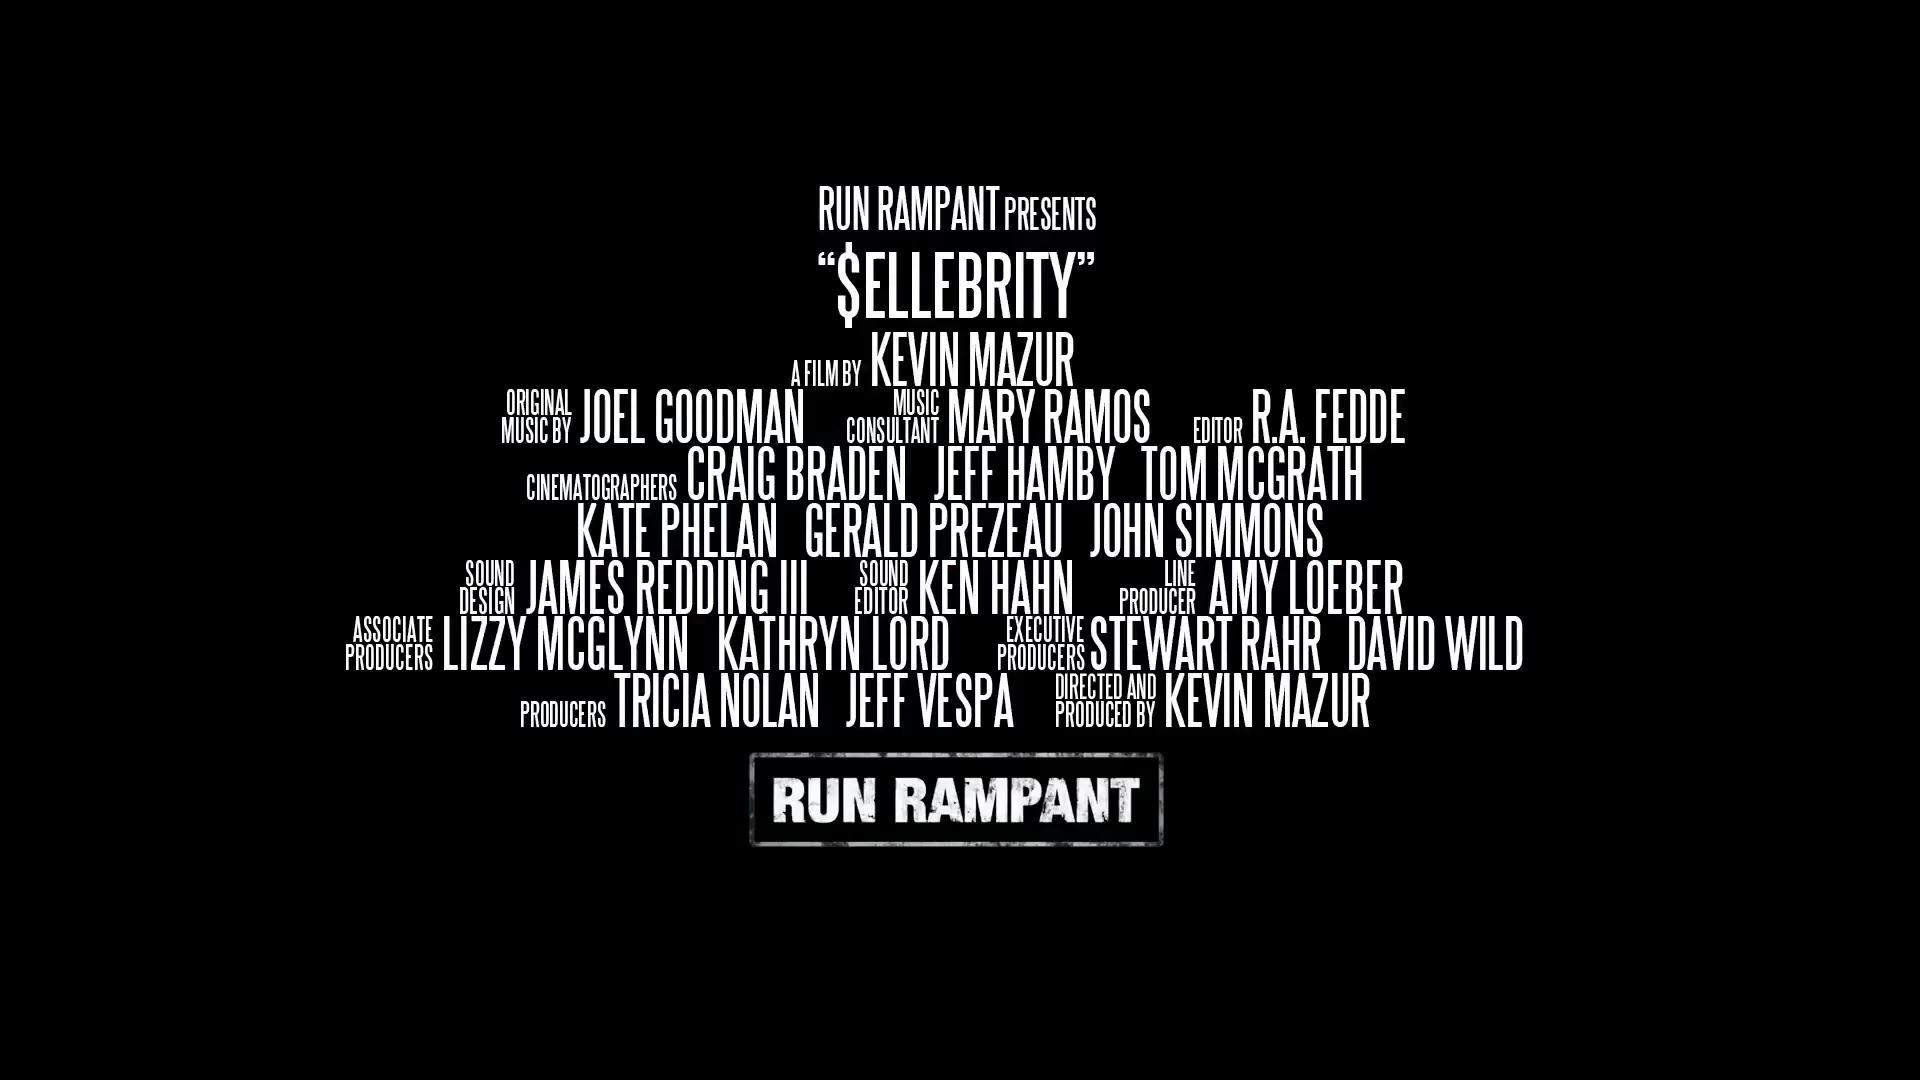 RUN RAMPANT PRESENTS
“$ELLEBRITY”
A FILM BY KEVIN MAZUR
ORIGINAL MUSIC BY JOEL GOODMAN MUSIC CONSULTANT MARY RAMOS EDITOR R.A. FEDDE
CINEMATOGRAPHERS CRAIG BRADEN JEFF HAMBY TOM MCGRATH
KATE PHELAN GERALD PREZEAU JOHN SIMMONS
SOUND DESIGN JAMES REDDING III SOUND EDITOR KEN HAHN LINE PRODUCER AMY LOEBER
ASSOCIATE PRODUCERS LIZZY MCGLYNN KATHRYN LORD EXECUTIVE PRODUCERS STEWART RAHR DAVID WILD
PRODUCERS TRICIA NOLAN JEFF VESPA DIRECTED AND PRODUCED BY KEVIN MAZUR
RUN RAMPANT